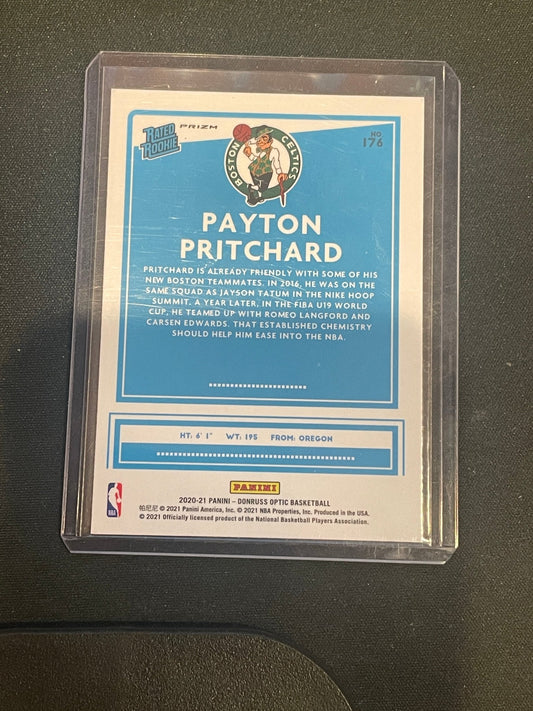 RATED
ROOKIE
PRIZM
BOSTON CELTICS
NO
176
PAYTON
PRITCHARD
PRITCHARD IS ALREADY FRIENDLY WITH SOME OF HIS
NEW BOSTON TEAMMATES. IN 2016, HE WAS ON THE
SAME SQUAD AS JAYSON TATUM IN THE NIKE HOOP
SUMMIT. A YEAR LATER, IN THE FIBA U19 WORLD
CUP, HE TEAMED UP WITH ROMEO LANGFORD AND
CARSEN EDWARDS. THAT ESTABLISHED CHEMISTRY
SHOULD HELP HIM EASE INTO THE NBA.
HT: 6' 1" WT: 195 FROM: OREGON
PANINI
NBA
2020-21 PANINI – DONRUSS OPTIC BASKETBALL
帕尼尼 © 2021 Panini America, Inc. © 2021 NBA Properties, Inc. Produced in the USA.
© 2021 Officially licensed product of the National Basketball Players Association.